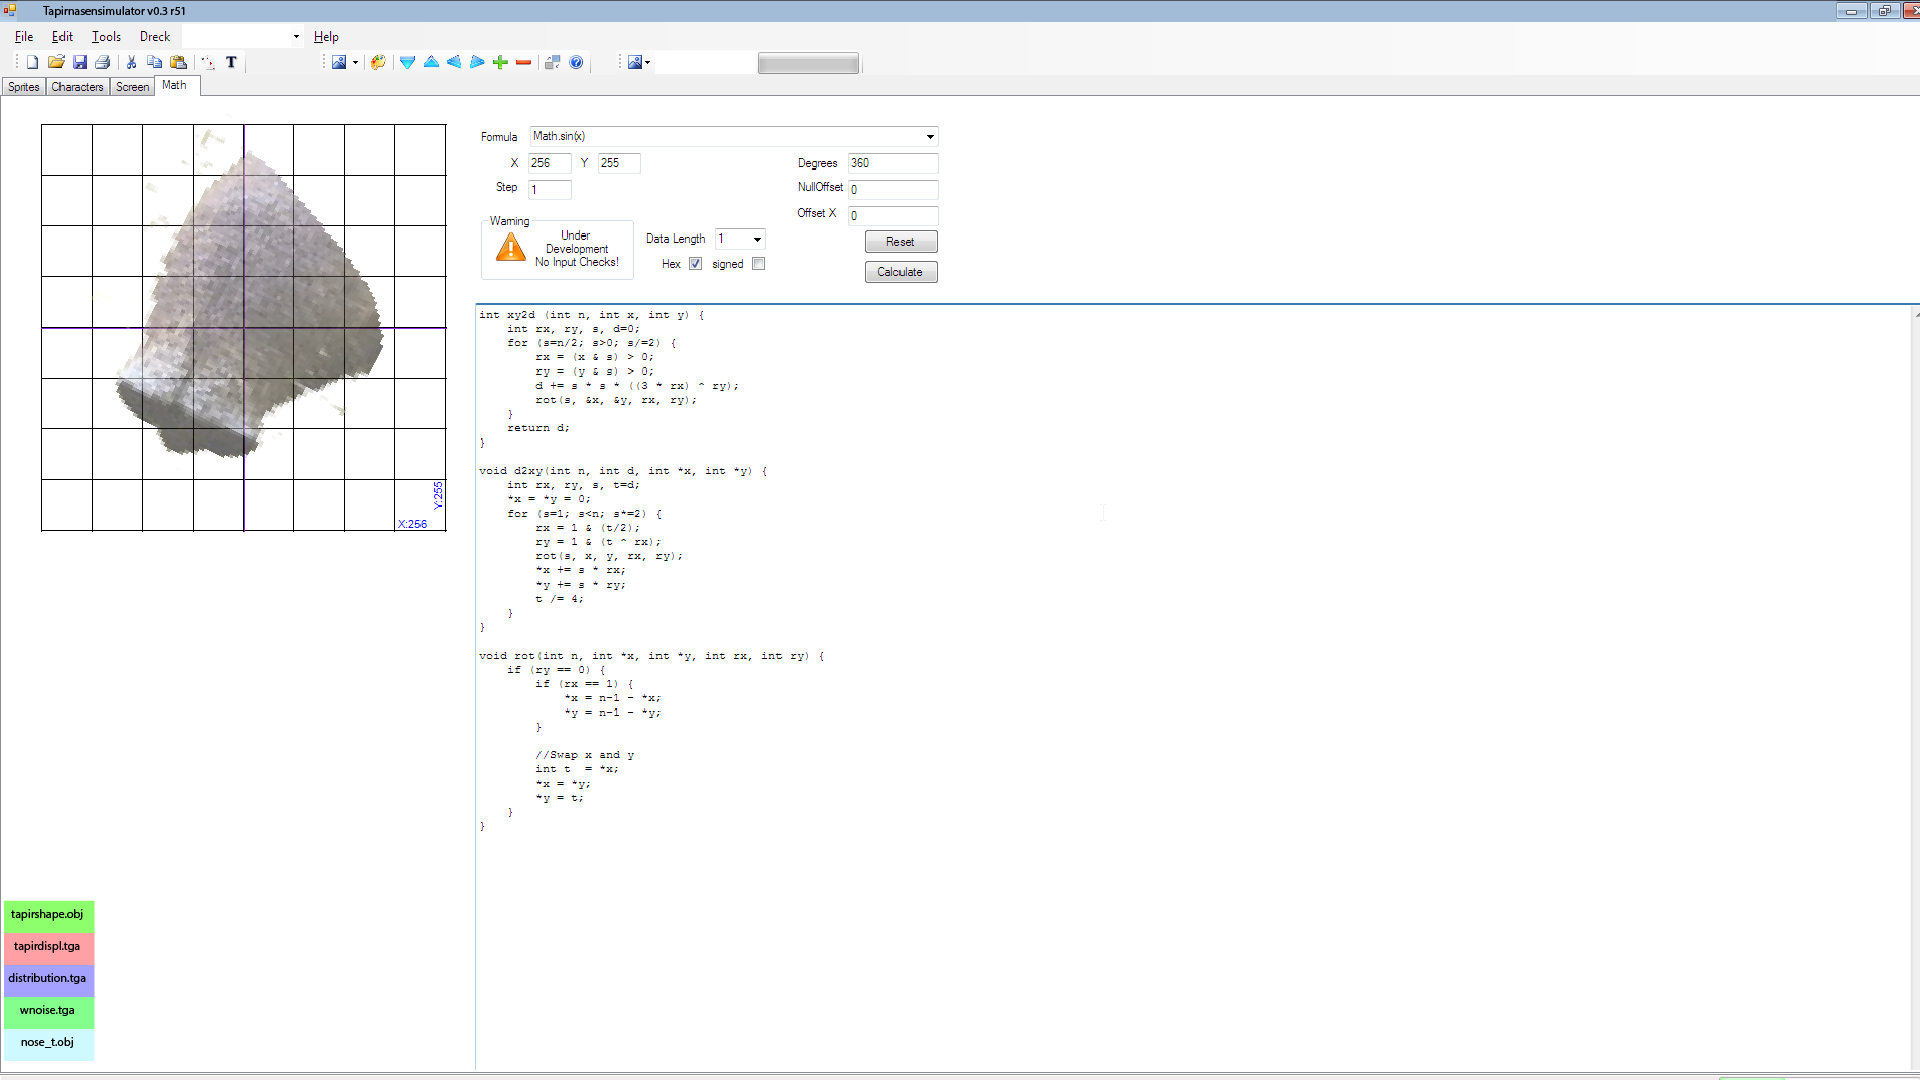 Tapirnasensimulator v0.3 r51
File Edit Tools Dreck Help
T
Sprites Characters Screen Math
Formula Math.sin(x)
X 256 Y 255 Degrees 360
Step 1 NullOffset 0
Offset X 0
Warning
Under
Development
No Input Checks!
Data Length 1
Hex signed
Reset
Calculate
Y:255
X:256
int xy2d (int n, int x, int y) {
    int rx, ry, s, d=0;
    for (s=n/2; s>0; s/=2) {
        rx = (x & s) > 0;
        ry = (y & s) > 0;
        d += s * s * ((3 * rx) ^ ry);
        rot(s, &x, &y, rx, ry);
    }
    return d;
}

void d2xy(int n, int d, int *x, int *y) {
    int rx, ry, s, t=d;
    *x = *y = 0;
    for (s=1; s<n; s*=2) {
        rx = 1 & (t/2);
        ry = 1 & (t ^ rx);
        rot(s, x, y, rx, ry);
        *x += s * rx;
        *y += s * ry;
        t /= 4;
    }
}

void rot(int n, int *x, int *y, int rx, int ry) {
    if (ry == 0) {
        if (rx == 1) {
            *x = n-1 - *x;
            *y = n-1 - *y;
        }

        //Swap x and y
        int t  = *x;
        *x = *y;
        *y = t;
    }
}
tapirshape.obj
tapirdispl.tga
distribution.tga
wnoise.tga
nose_t.obj